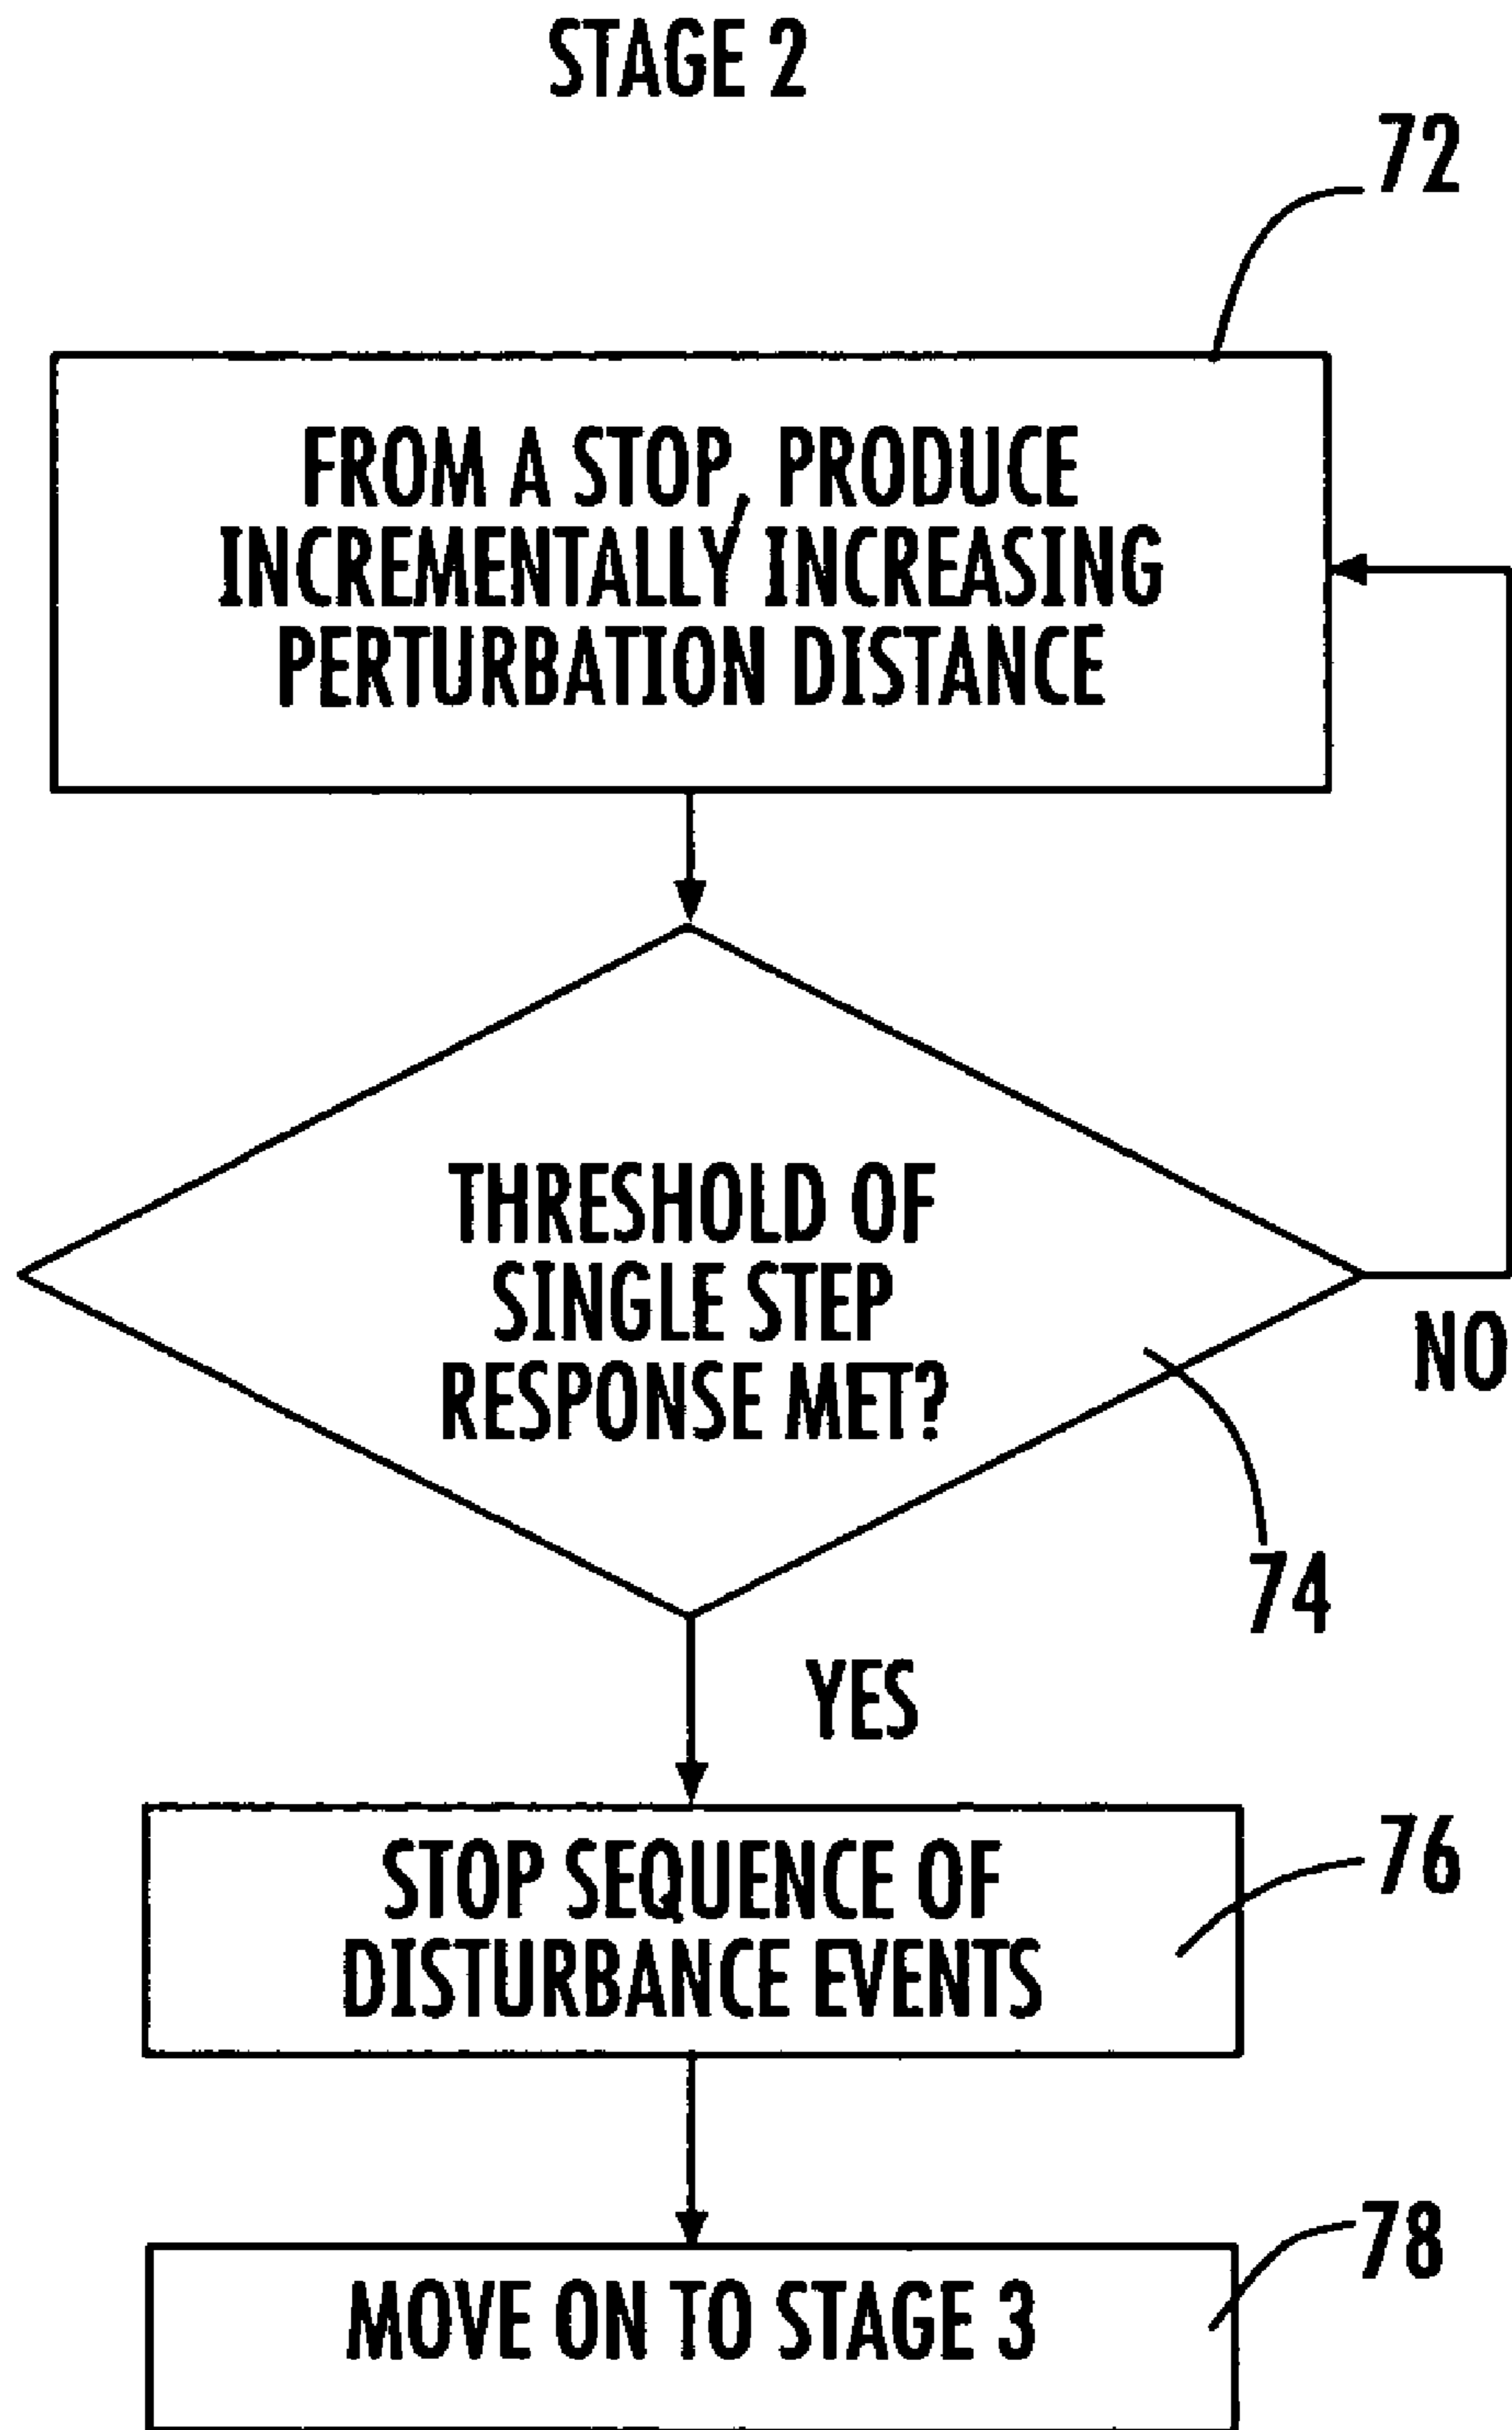 STAGE 2
72
FROM A STOP, PRODUCE
INCREMENTALLY INCREASING
PERTURBATION DISTANCE
THRESHOLD OF
SINGLE STEP
RESPONSE MET?
NO
74
YES
STOP SEQUENCE OF
DISTURBANCE EVENTS
76
78
MOVE ON TO STAGE 3